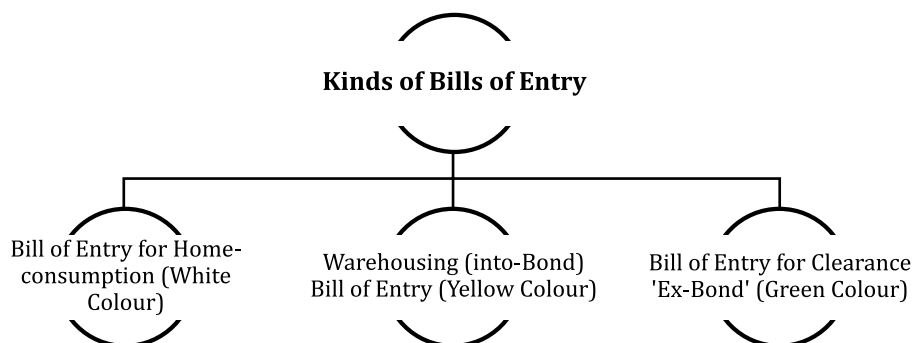 Kinds of Bills of Entry
Bill of Entry for Home-
consumption (White
Colour)
Warehousing (into-Bond)
Bill of Entry (Yellow Colour)
Bill of Entry for Clearance
'Ex-Bond' (Green Colour)